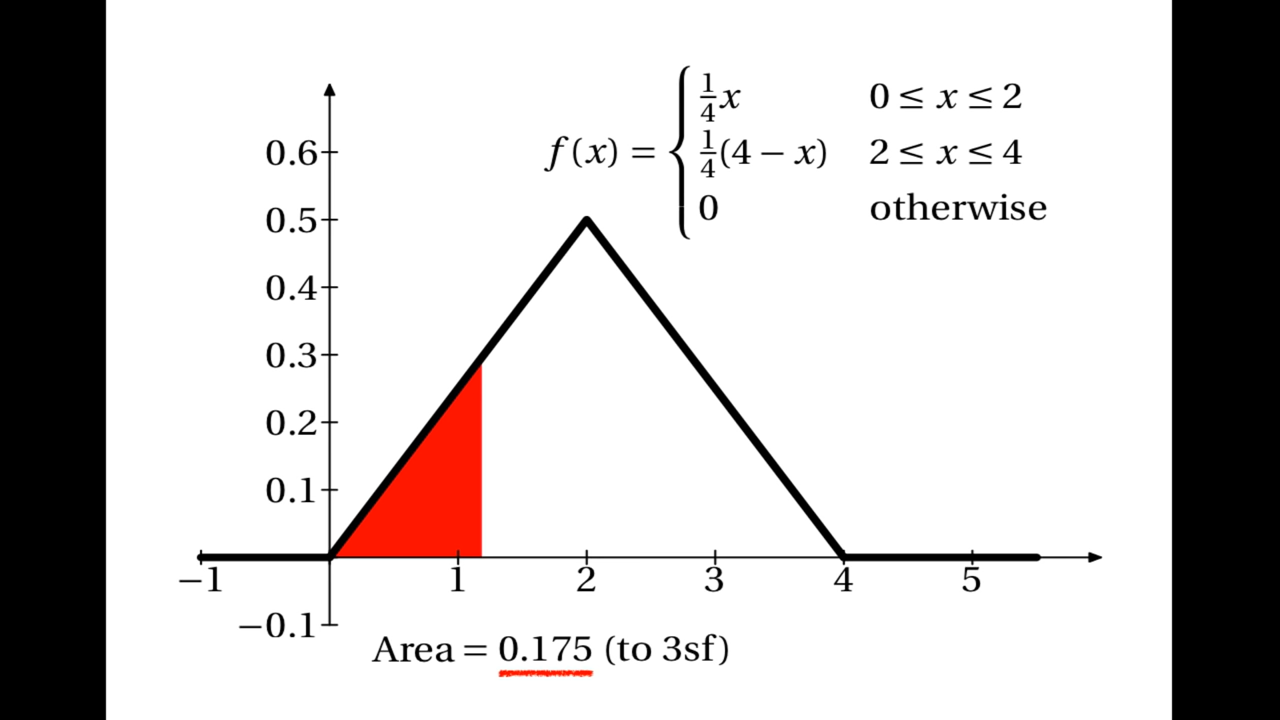 1/4 x    0 ≤ x ≤ 2
f(x) = { 1/4 (4 − x)    2 ≤ x ≤ 4
0    otherwise
0.6
0.5
0.4
0.3
0.2
0.1
−1 1 2 3 4 5
−0.1
Area = 0.175 (to 3sf)